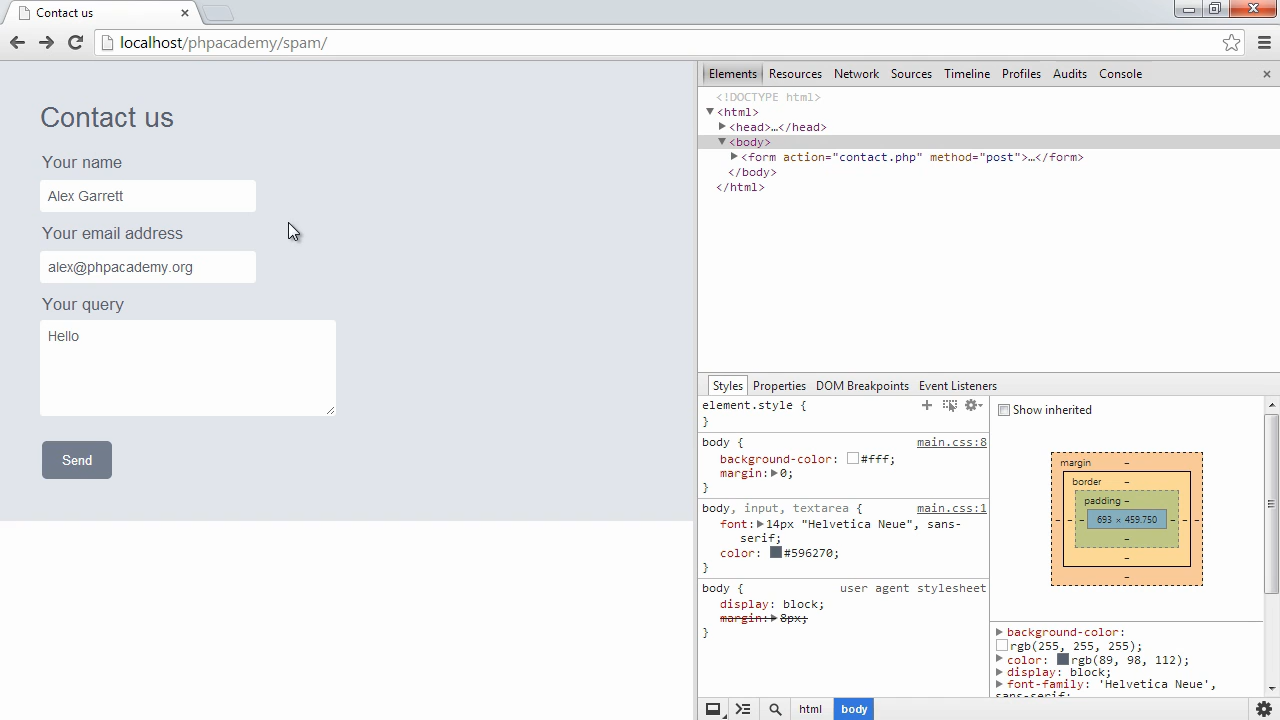 Contact us
localhost/phpacademy/spam/
Contact us
Your name
Alex Garrett
Your email address
alex@phpacademy.org
Your query
Hello
Send
Elements Resources Network Sources Timeline Profiles Audits Console
<!DOCTYPE html>
<html>
<head>…</head>
<body>
<form action="contact.php" method="post">…</form>
</body>
</html>
Styles Properties DOM Breakpoints Event Listeners
element.style {
}
body { main.css:8
background-color: #fff;
margin: 0;
}
body, input, textarea { main.css:1
font: 14px "Helvetica Neue", sans-
serif;
color: #596270;
}
body { user agent stylesheet
display: block;
margin: 8px;
}
Show inherited
margin –
border –
padding –
– – – 693 × 459.750 – – –
–
–
–
background-color:
rgb(255, 255, 255);
color: rgb(89, 98, 112);
display: block;
font-family: 'Helvetica Neue',
sans-serif;
html body